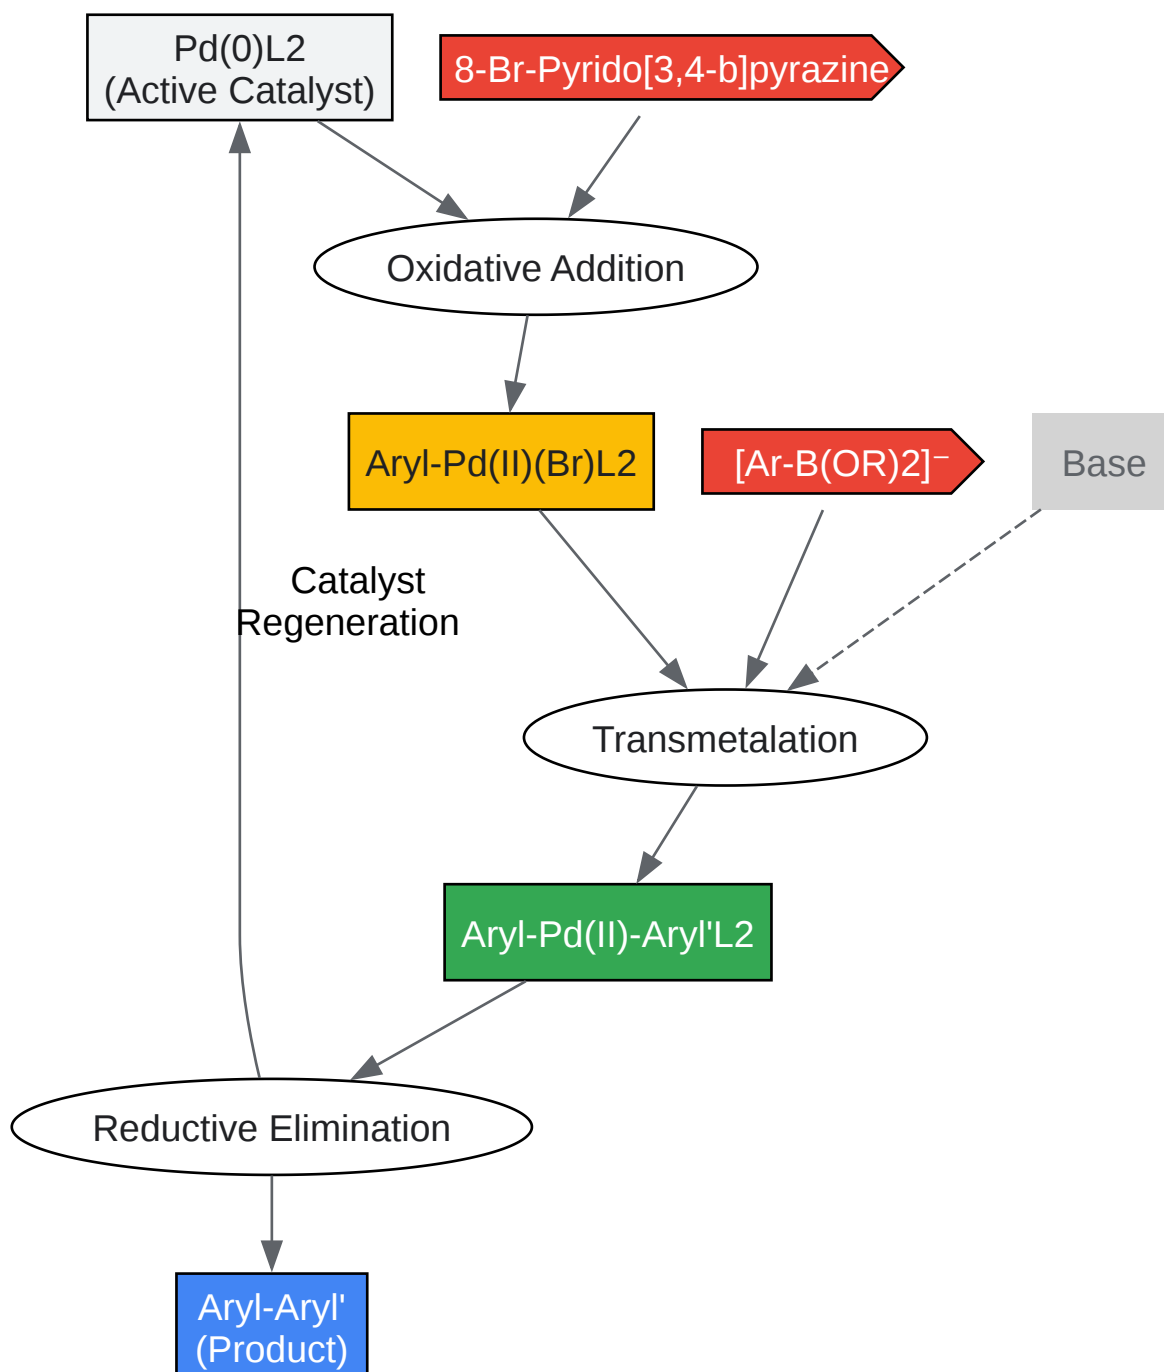 Pd(0)L2
(Active Catalyst)
8-Br-Pyrido[3,4-b]pyrazine
Oxidative Addition
Aryl-Pd(II)(Br)L2
[Ar-B(OR)2]⁻
Base
Catalyst
Regeneration
Transmetalation
Aryl-Pd(II)-Aryl'L2
Reductive Elimination
Aryl-Aryl'
(Product)